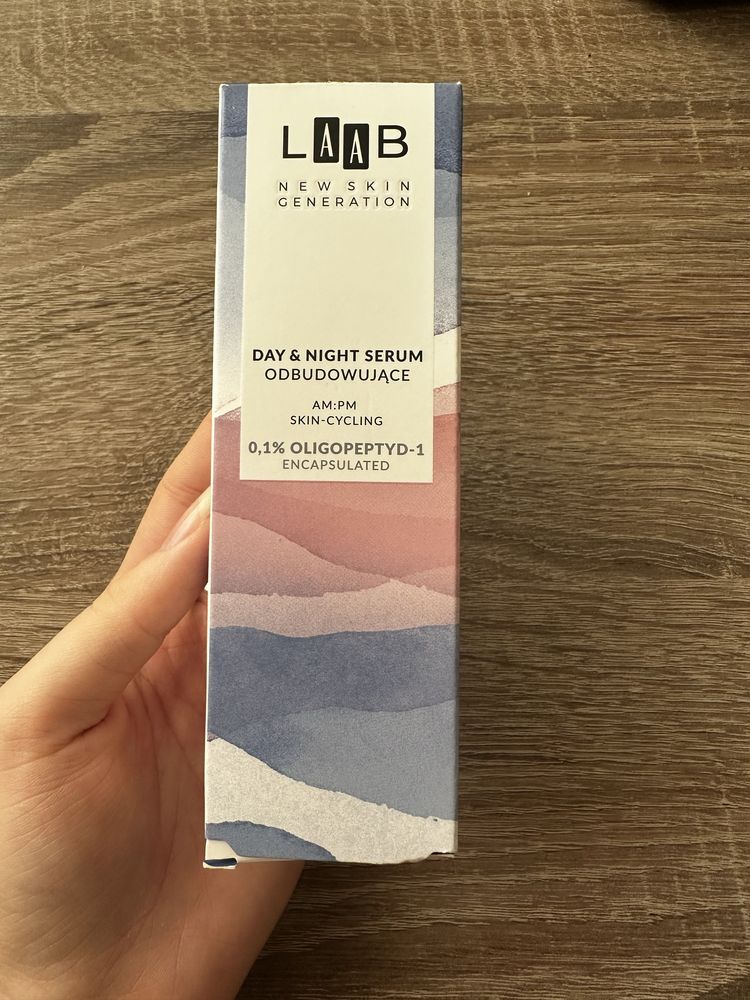 LAAB
NEW SKIN
GENERATION
DAY & NIGHT SERUM
ODBUDOWUJĄCE
AM:PM
SKIN-CYCLING
0,1% OLIGOPEPTYD-1
ENCAPSULATED